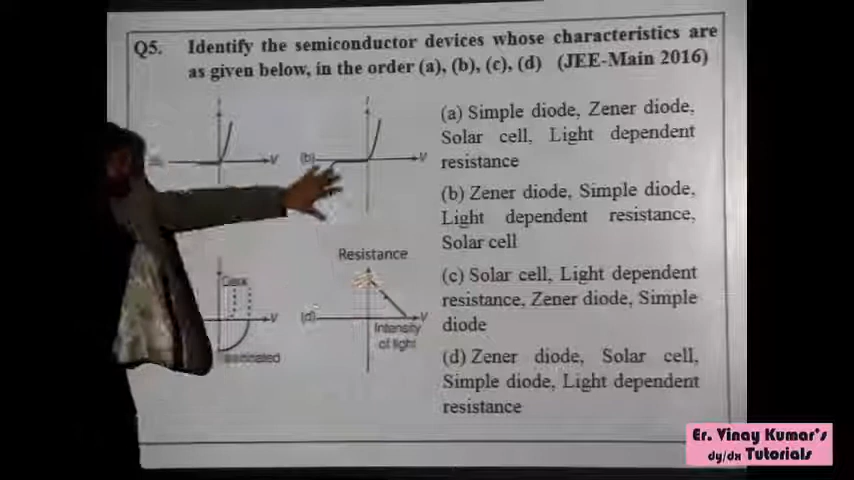 Q5. Identify the semiconductor devices whose characteristics are
as given below, in the order (a), (b), (c), (d) (JEE-Main 2016)
V
(b)
V
V
Resistance
(d)
V
Intensity
of light
(a) Simple diode, Zener diode,
Solar cell, Light dependent
resistance
(b) Zener diode, Simple diode,
Light dependent resistance,
Solar cell
(c) Solar cell, Light dependent
resistance, Zener diode, Simple
diode
(d) Zener diode, Solar cell,
Simple diode, Light dependent
resistance
Er. Vinay Kumar's
dy/dx Tutorials